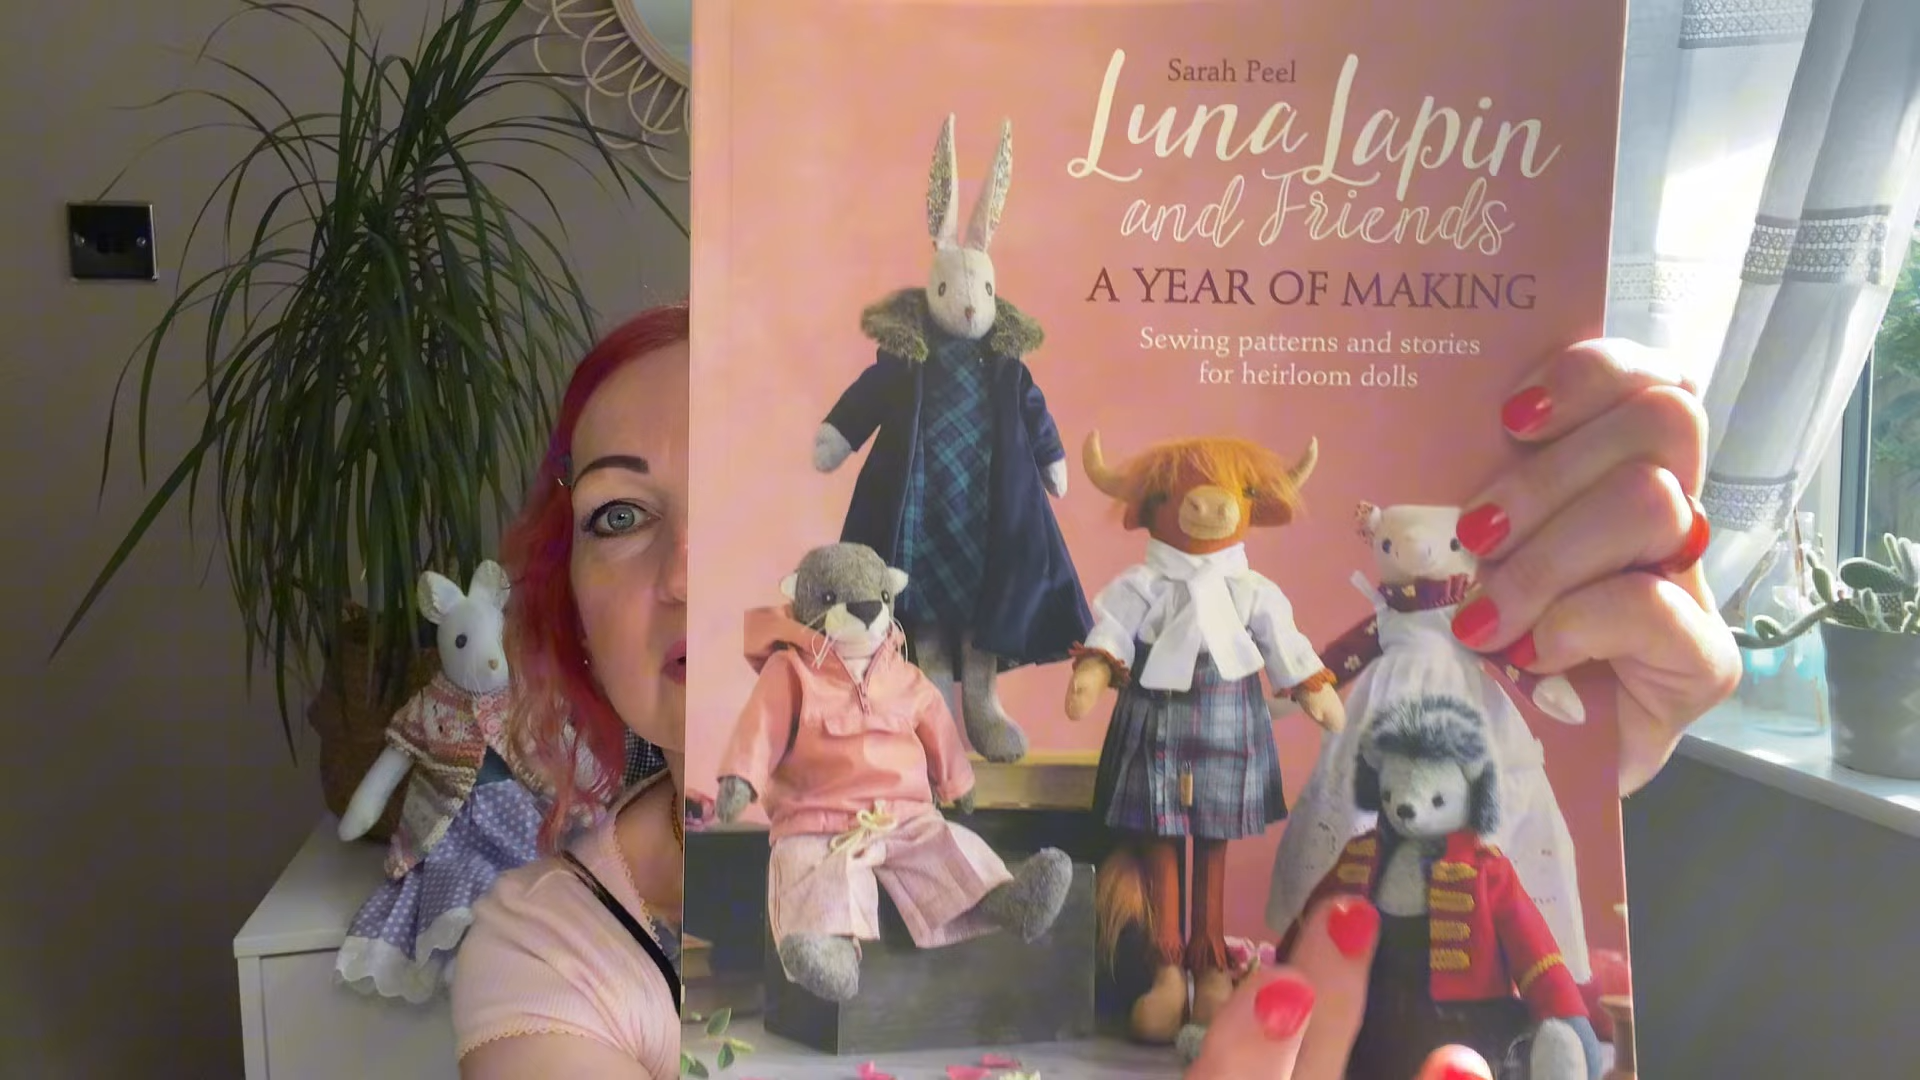 Sarah Peel
Luna Lapin
and Friends
A YEAR OF MAKING
Sewing patterns and stories
for heirloom dolls